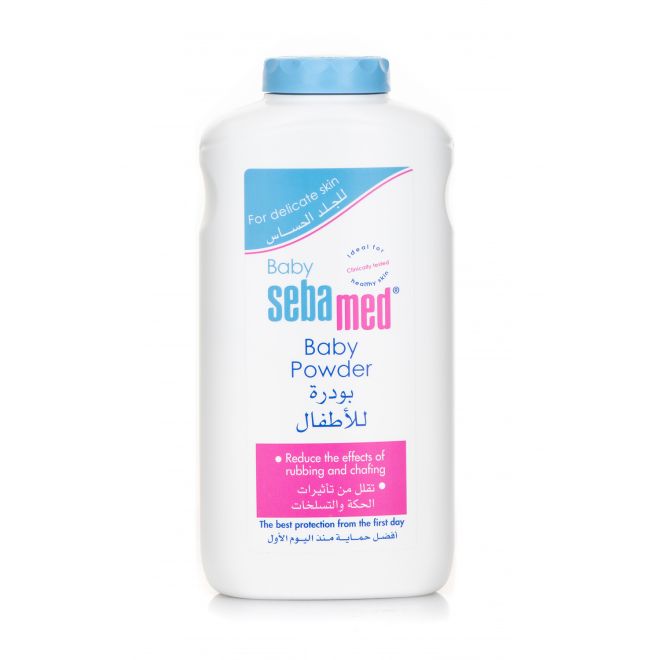 For delicate skin
للجلد الحساس
Ideal for
Clinically tested
healthy skin
Baby
sebamed®
Baby
Powder
بودرة
للأطفال
• Reduce the effects of
rubbing and chafing
• نقلل من تأثيرات
الحكة والتسلخات
The best protection from the first day
أفضل حماية منذ اليوم الأول